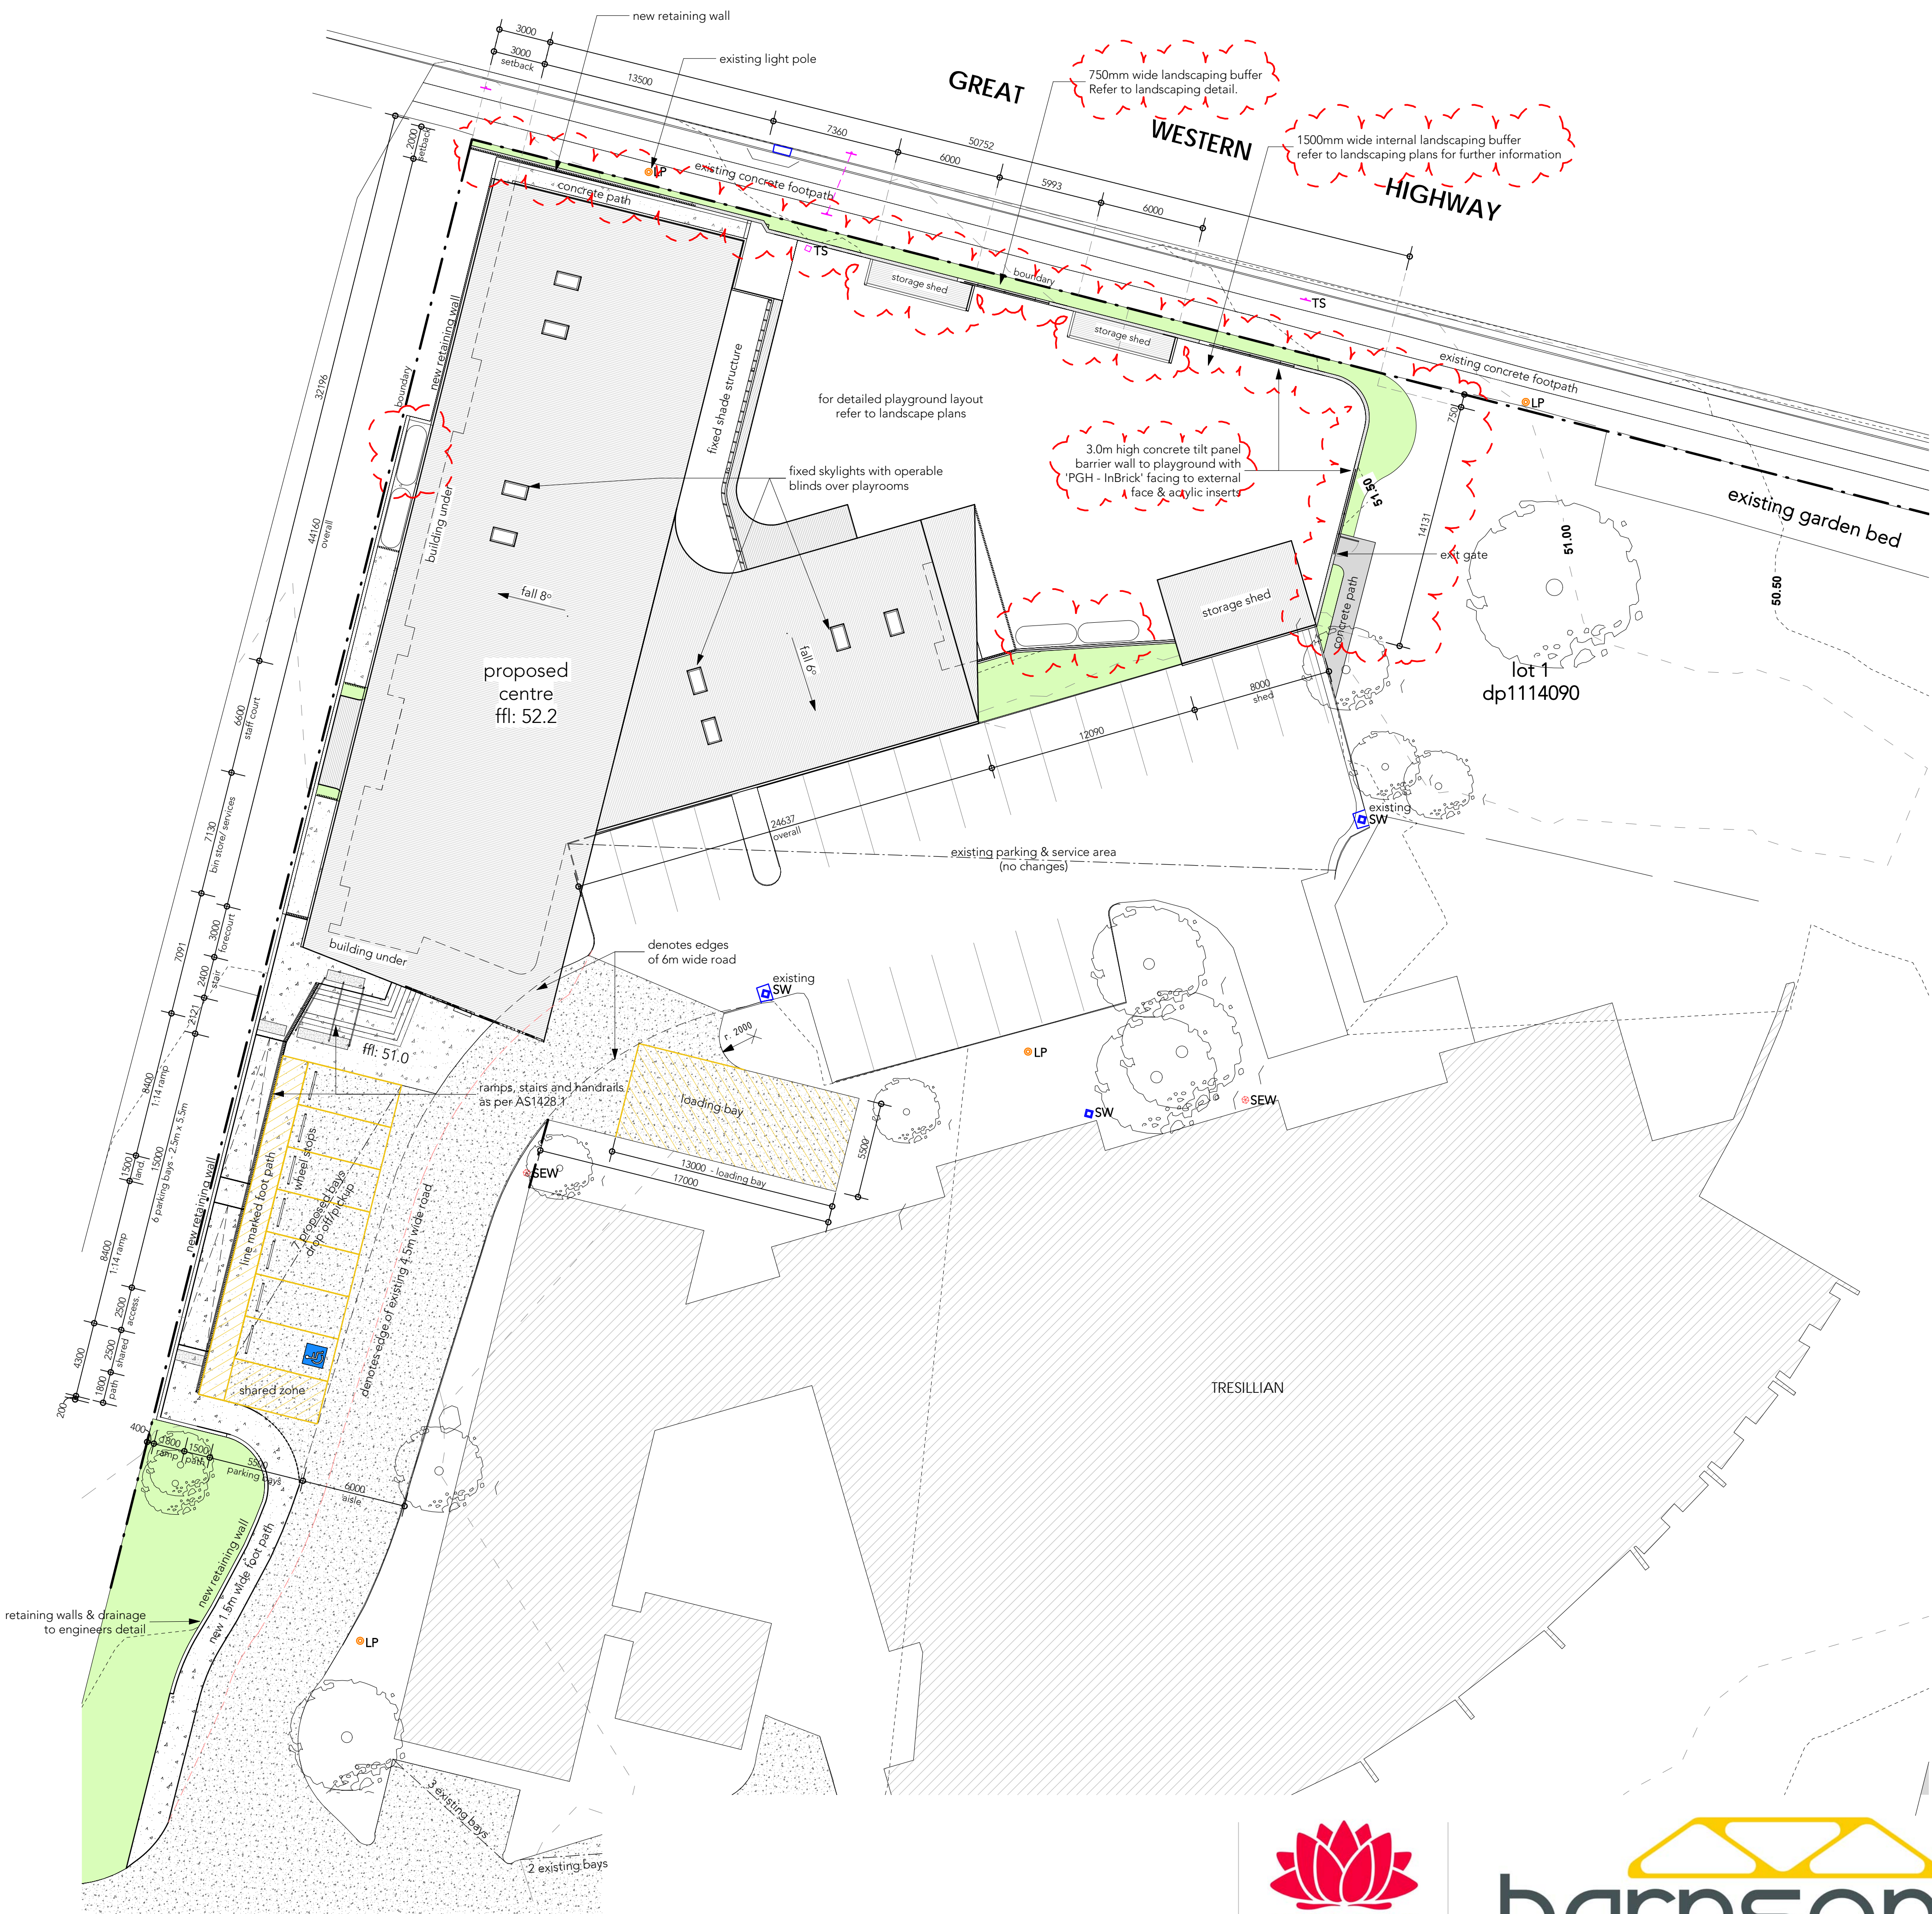 new retaining wall
3000
3000
setback
existing light pole
13500
GREAT
WESTERN
HIGHWAY
750mm wide landscaping buffer
Refer to landscaping detail.
1500mm wide internal landscaping buffer
refer to landscaping plans for further information
7360
50752
6000
5993
6000
2000
setback
LP
existing concrete footpath
concrete path
TS
storage shed
boundary
storage shed
TS
existing concrete footpath
LP
750
existing garden bed
32196
44160
overall
boundary
new retaining wall
building under
fixed shade structure
for detailed playground layout
refer to landscape plans
fixed skylights with operable
blinds over playrooms
3.0m high concrete tilt panel
barrier wall to playground with
'PGH - InBrick' facing to external
face & acrylic inserts
51.50
14131
exit gate
concrete path
51.00
50.50
lot 1
dp1114090
fall 8°
fall 6°
proposed
centre
ffl: 52.2
storage shed
8000
shed
12090
24637
overall
existing
SW
existing parking & service area
(no changes)
6600
staff court
7130
bin store/ services
7091
3000
forecourt
2400
stair
2121
building under
denotes edges
of 6m wide road
existing
SW
r. 2000
ffl: 51.0
ramps, stairs and handrails
as per AS1428.1
loading bay
5500
13000 - loading bay
17000
LP
SW
SEW
SEW
8400
1:14 ramp
15000
6 parking bays - 2.5m x 5.5m
1500
land.
8400
1:14 ramp
2500
access.
2500
shared
4300
1800
path
200
new retaining wall
line marked foot path
wheel stops
7 proposed bays
drop off/pickup
denotes edge of existing 4.5m wide road
shared zone
TRESILLIAN
400
1800
ramp
1500
path
5500
parking bays
6000
aisle
new retaining wall
new 1.5m wide foot path
retaining walls & drainage
to engineers detail
LP
3 existing bays
2 existing bays
barnson